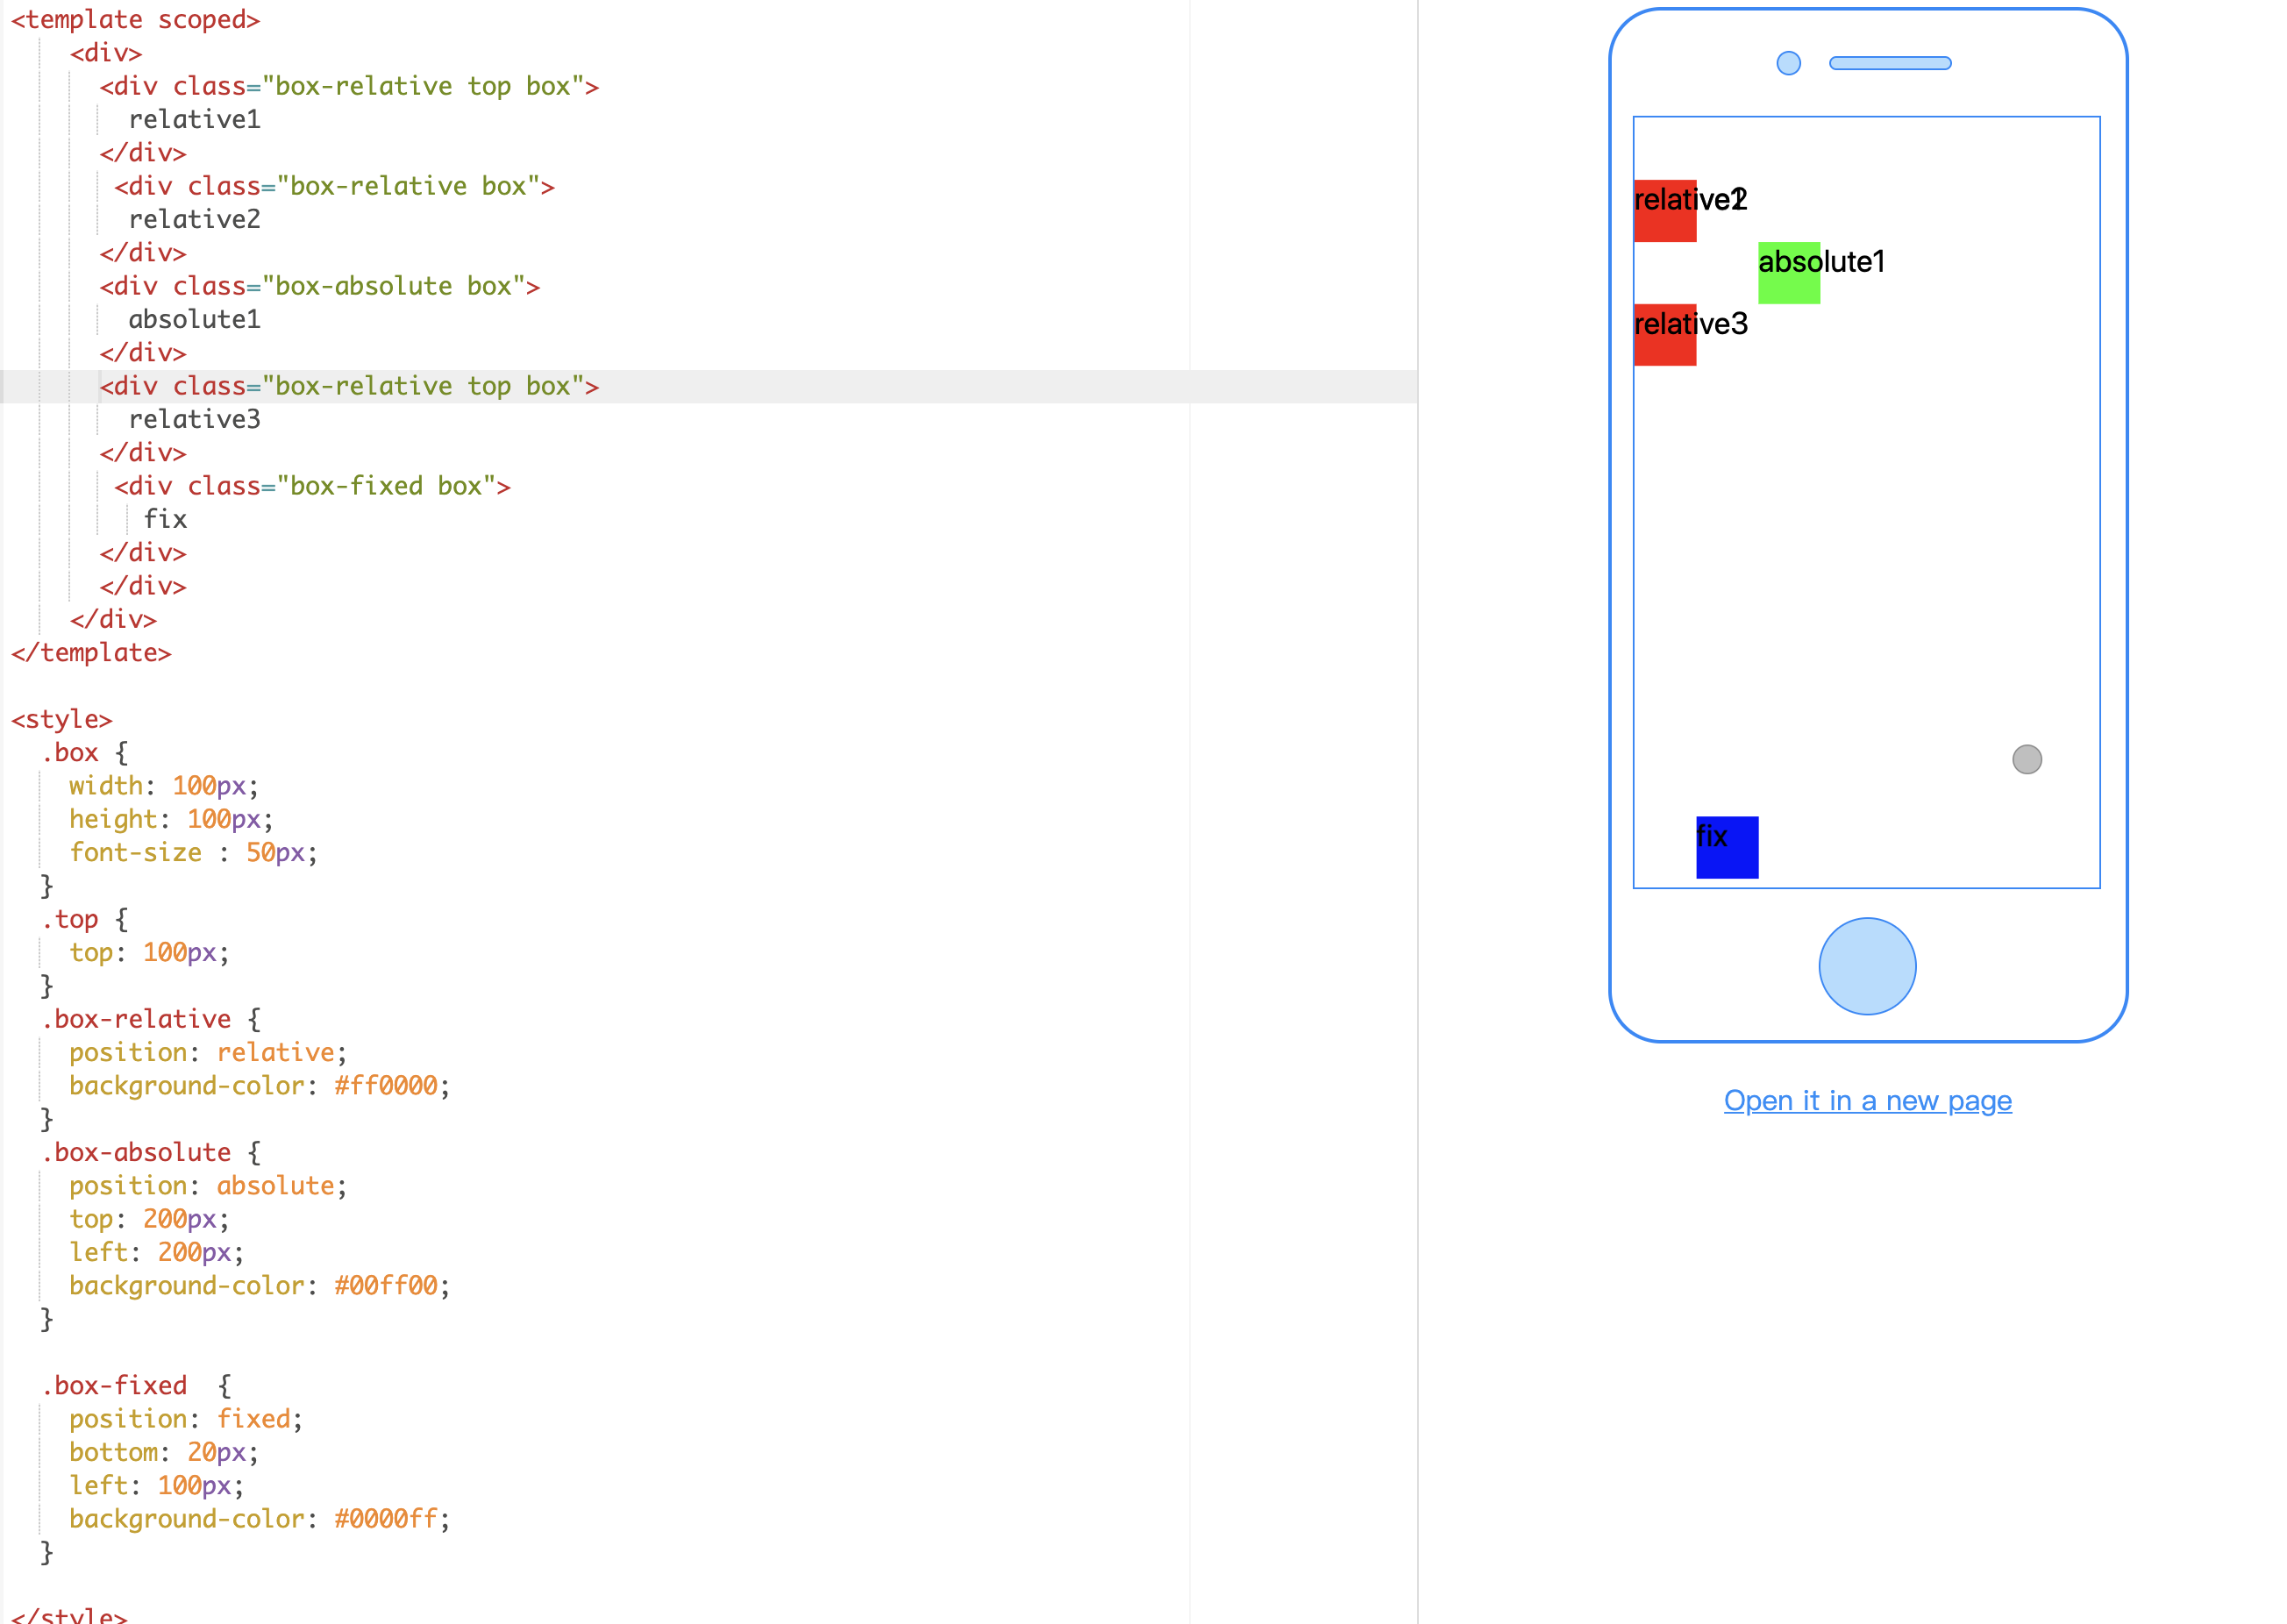 <template scoped>
<div>
<div class="box-relative top box">
relative1
</div>
<div class="box-relative box">
relative2
</div>
<div class="box-absolute box">
absolute1
</div>
<div class="box-relative top box">
relative3
</div>
<div class="box-fixed box">
fix
</div>
</div>
</div>
</template>
<style>
.box {
width: 100px;
height: 100px;
font-size : 50px;
}
.top {
top: 100px;
}
.box-relative {
position: relative;
background-color: #ff0000;
}
.box-absolute {
position: absolute;
top: 200px;
left: 200px;
background-color: #00ff00;
}
.box-fixed  {
position: fixed;
bottom: 20px;
left: 100px;
background-color: #0000ff;
}
</style>
relative2
absolute1
relative3
fix
Open it in a new page